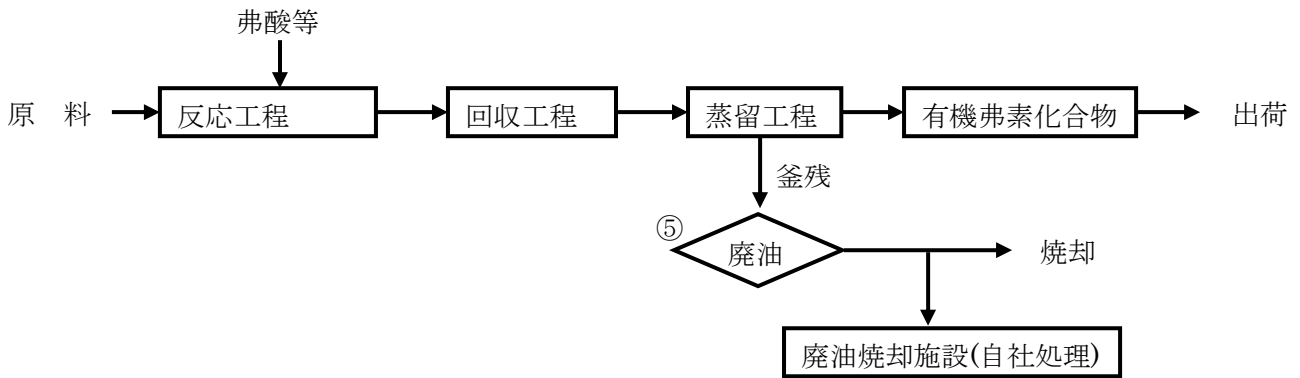 弗酸等
原　料
反応工程
回収工程
蒸留工程
有機弗素化合物
出荷
釜残
⑤
廃油
焼却
廃油焼却施設(自社処理)